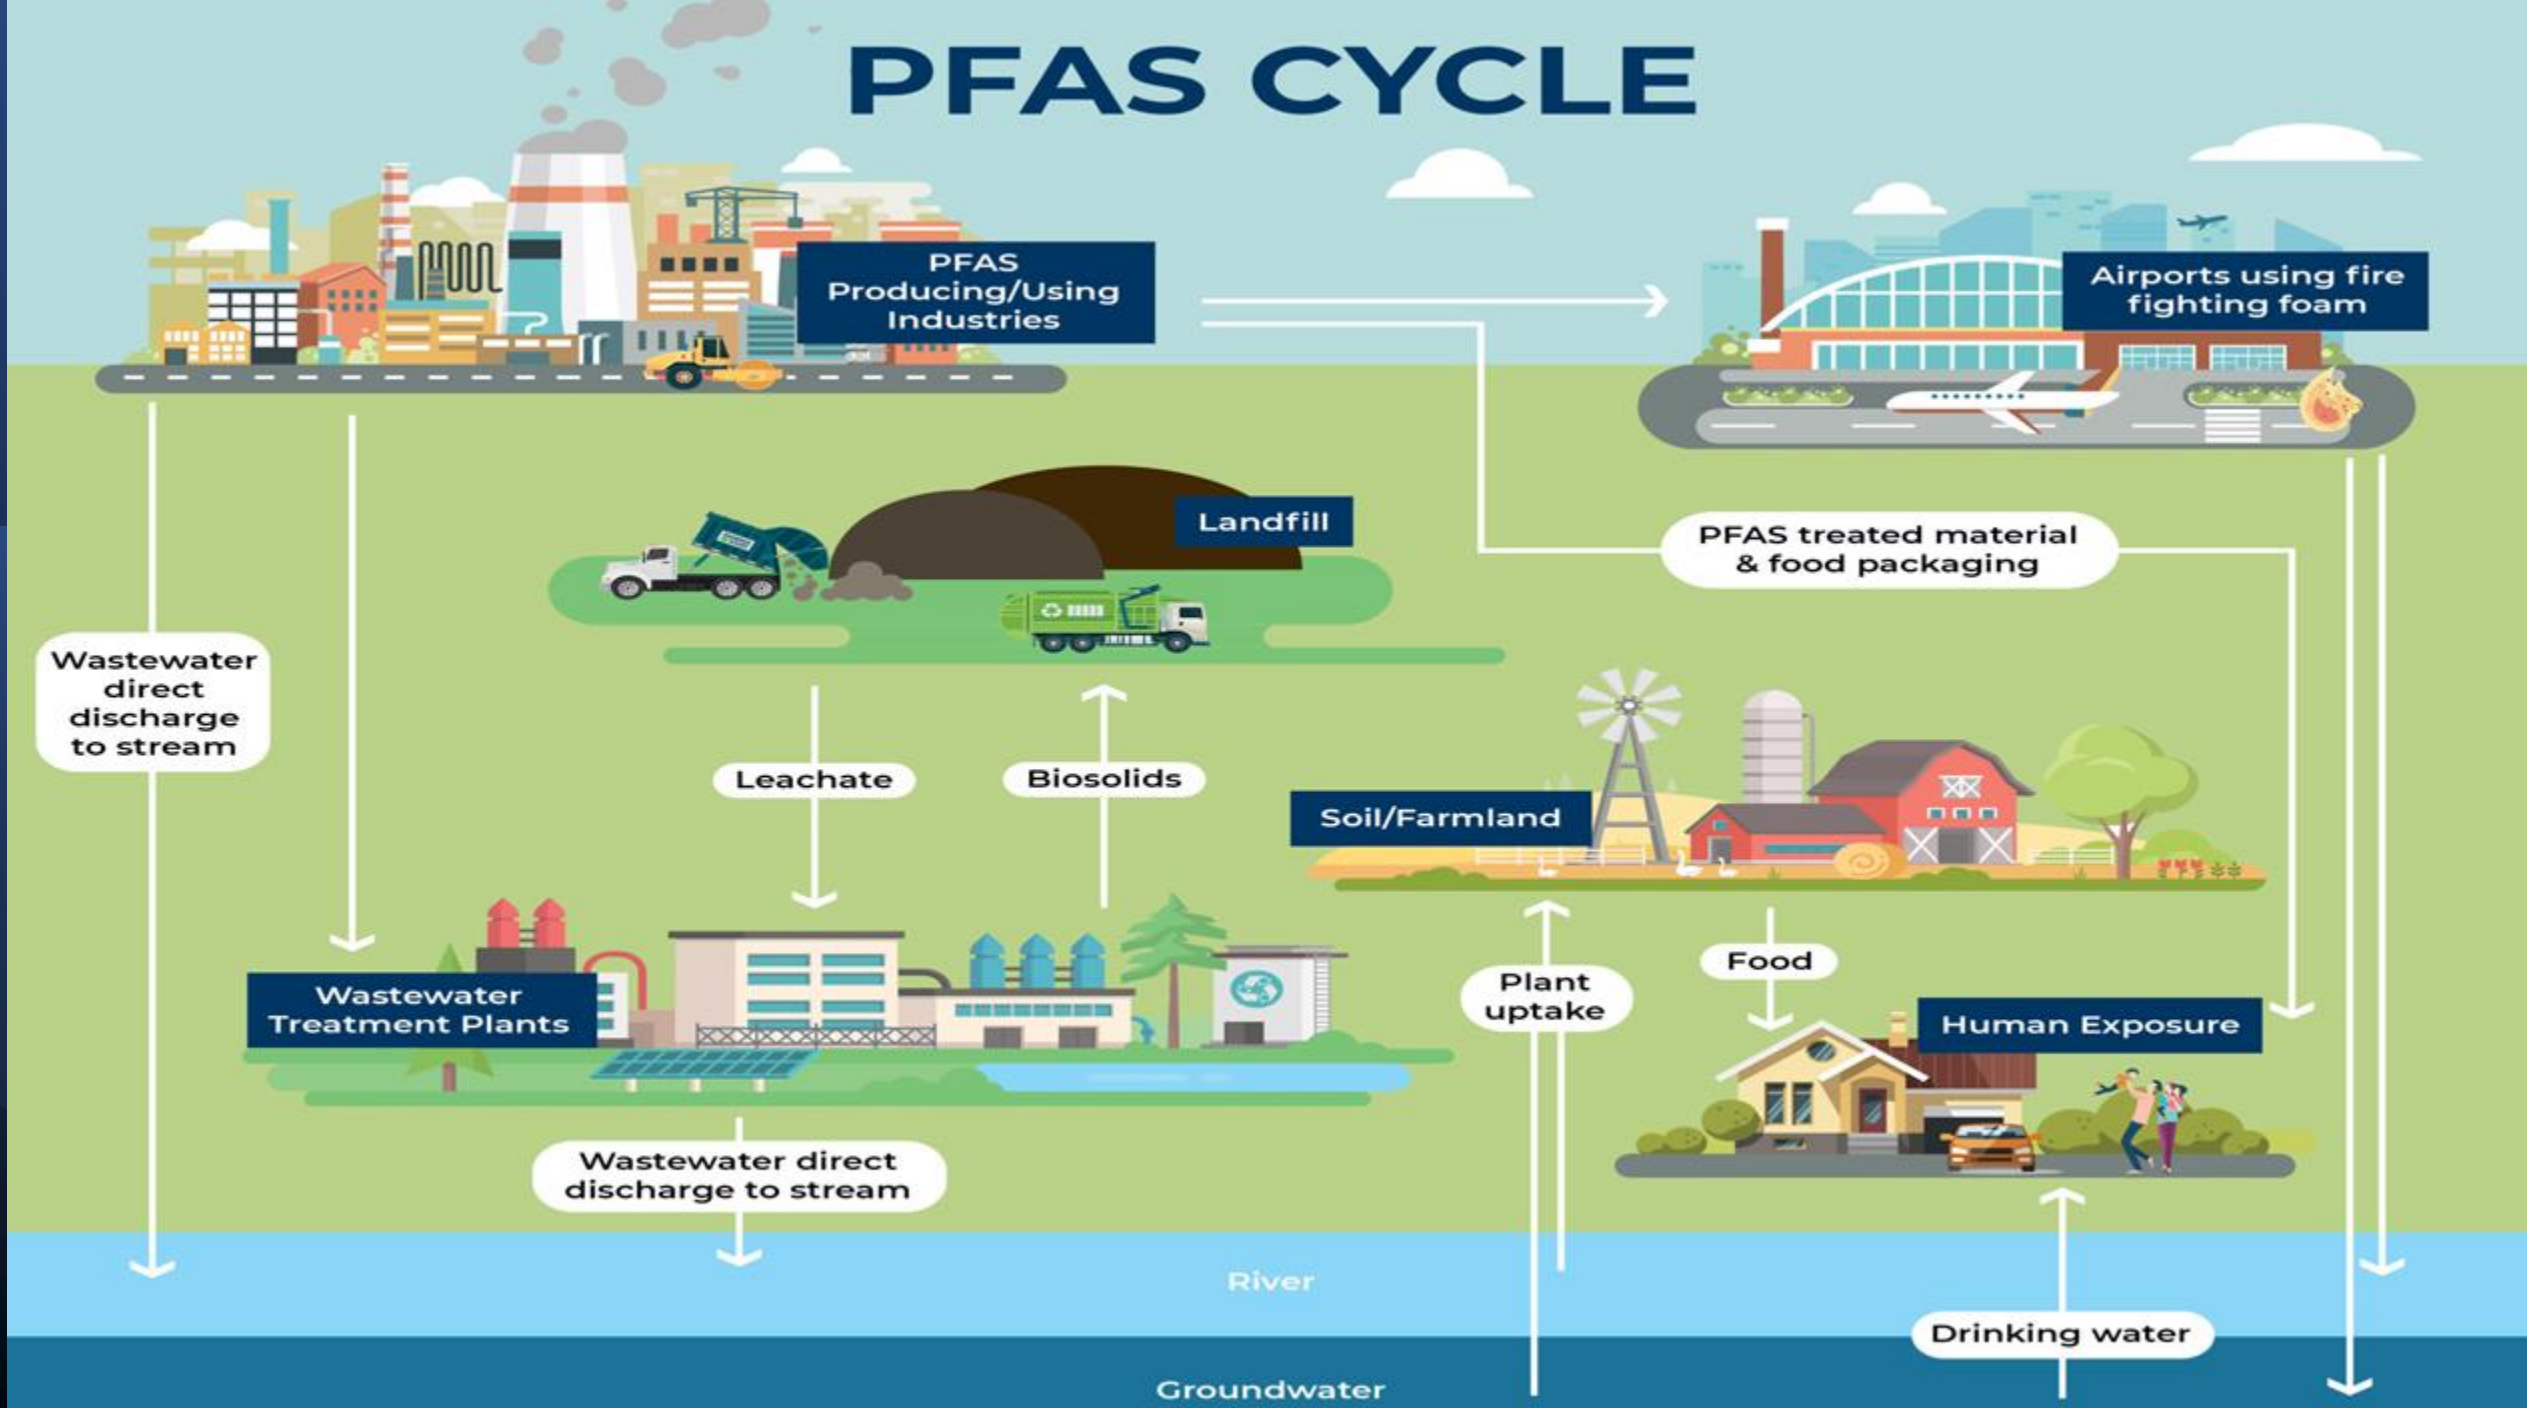 PFAS CYCLE
PFAS
Producing/Using
Industries
Airports using fire
fighting foam
Landfill
PFAS treated material
& food packaging
Wastewater
direct
discharge
to stream
Leachate
Biosolids
Soil/Farmland
Wastewater
Treatment Plants
Plant
uptake
Food
Human Exposure
Wastewater direct
discharge to stream
River
Drinking water
Groundwater